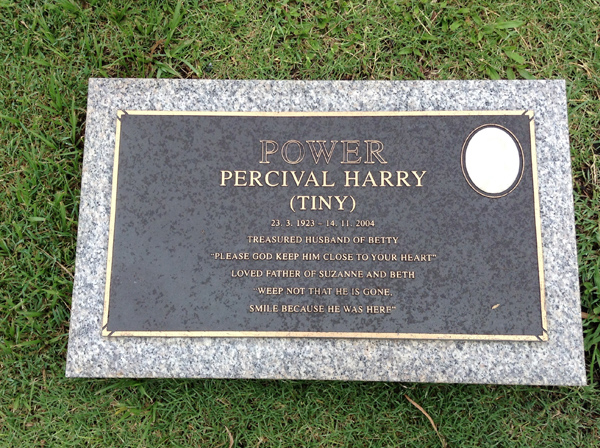 POWER
PERCIVAL HARRY
(TINY)
23. 3. 1923 - 14. 11. 2004
TREASURED HUSBAND OF BETTY
"PLEASE GOD KEEP HIM CLOSE TO YOUR HEART"
LOVED FATHER OF SUZANNE AND BETH
"WEEP NOT THAT HE IS GONE,
SMILE BECAUSE HE WAS HERE"